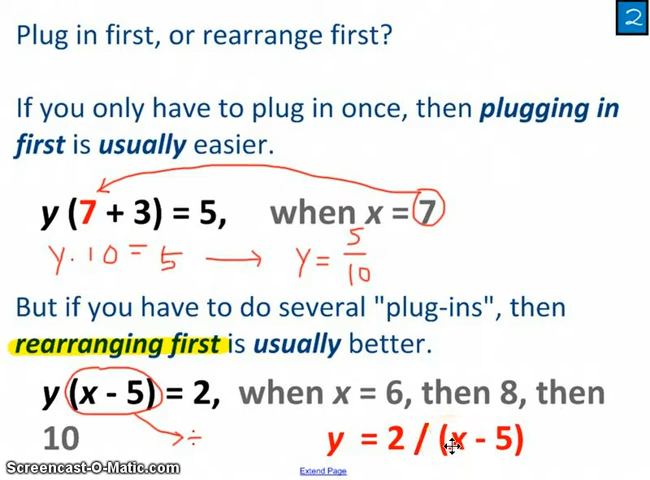 2
Plug in first, or rearrange first?
If you only have to plug in once, then plugging in
first is usually easier.
y (7 + 3) = 5, when x = 7
y · 10 = 5 → y = 5/10
But if you have to do several "plug-ins", then
rearranging first is usually better.
y (x - 5) = 2, when x = 6, then 8, then
10 ÷ y = 2 / (x - 5)
Screencast-O-Matic.com
Extend Page